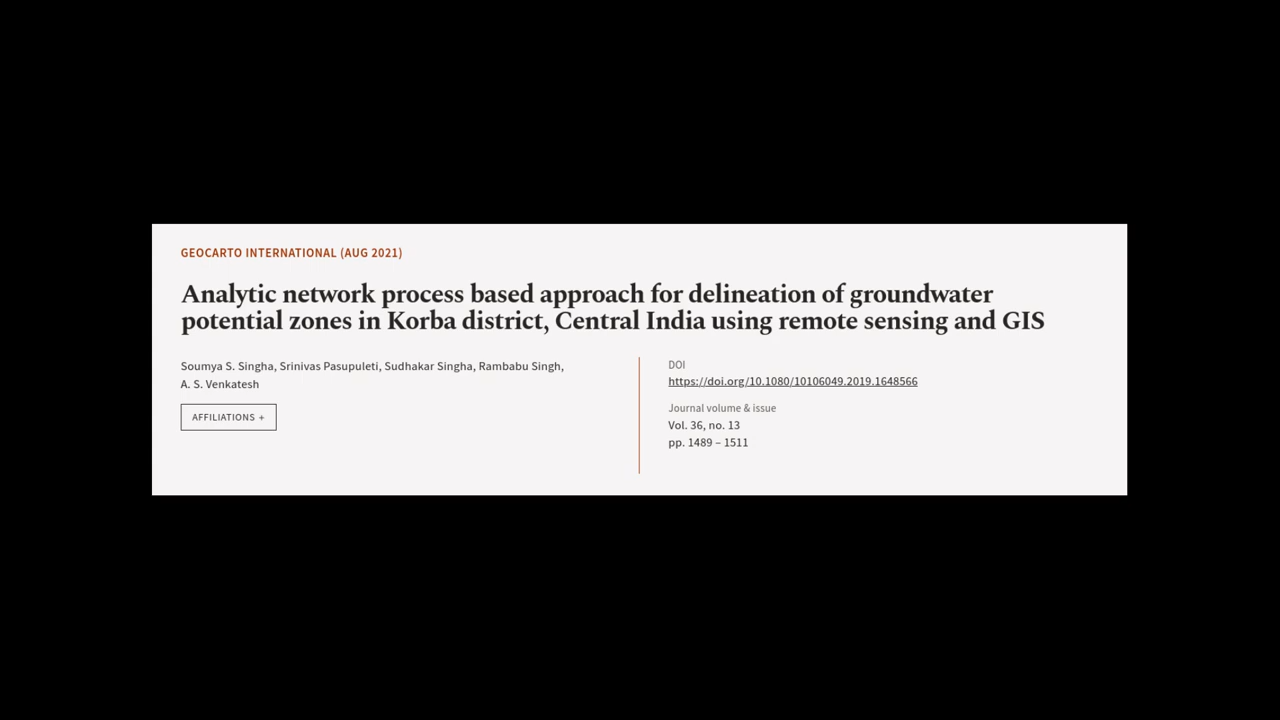 GEOCARTO INTERNATIONAL (AUG 2021)
Analytic network process based approach for delineation of groundwater
potential zones in Korba district, Central India using remote sensing and GIS
Soumya S. Singha, Srinivas Pasupuleti, Sudhakar Singha, Rambabu Singh,
A. S. Venkatesh
AFFILIATIONS +
DOI
https://doi.org/10.1080/10106049.2019.1648566
Journal volume & issue
Vol. 36, no. 13
pp. 1489 – 1511